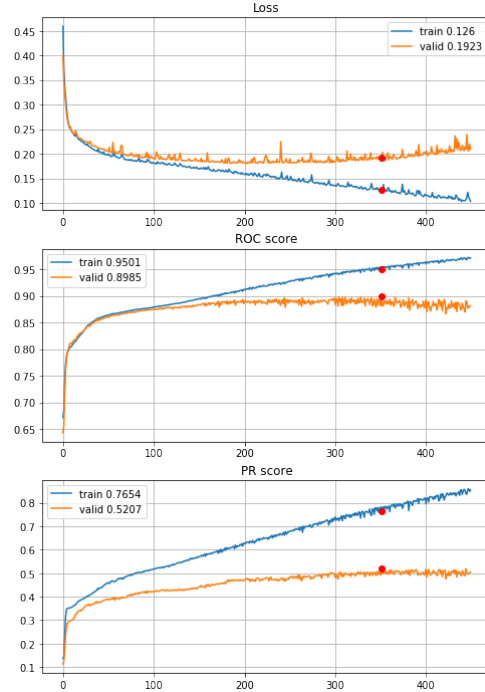 Loss
0.45
0.40
0.35
0.30
0.25
0.20
0.15
0.10
train 0.126
valid 0.1923
0 100 200 300 400
ROC score
0.95
0.90
0.85
0.80
0.75
0.70
0.65
train 0.9501
valid 0.8985
0 100 200 300 400
PR score
0.8
0.7
0.6
0.5
0.4
0.3
0.2
0.1
train 0.7654
valid 0.5207
0 100 200 300 400